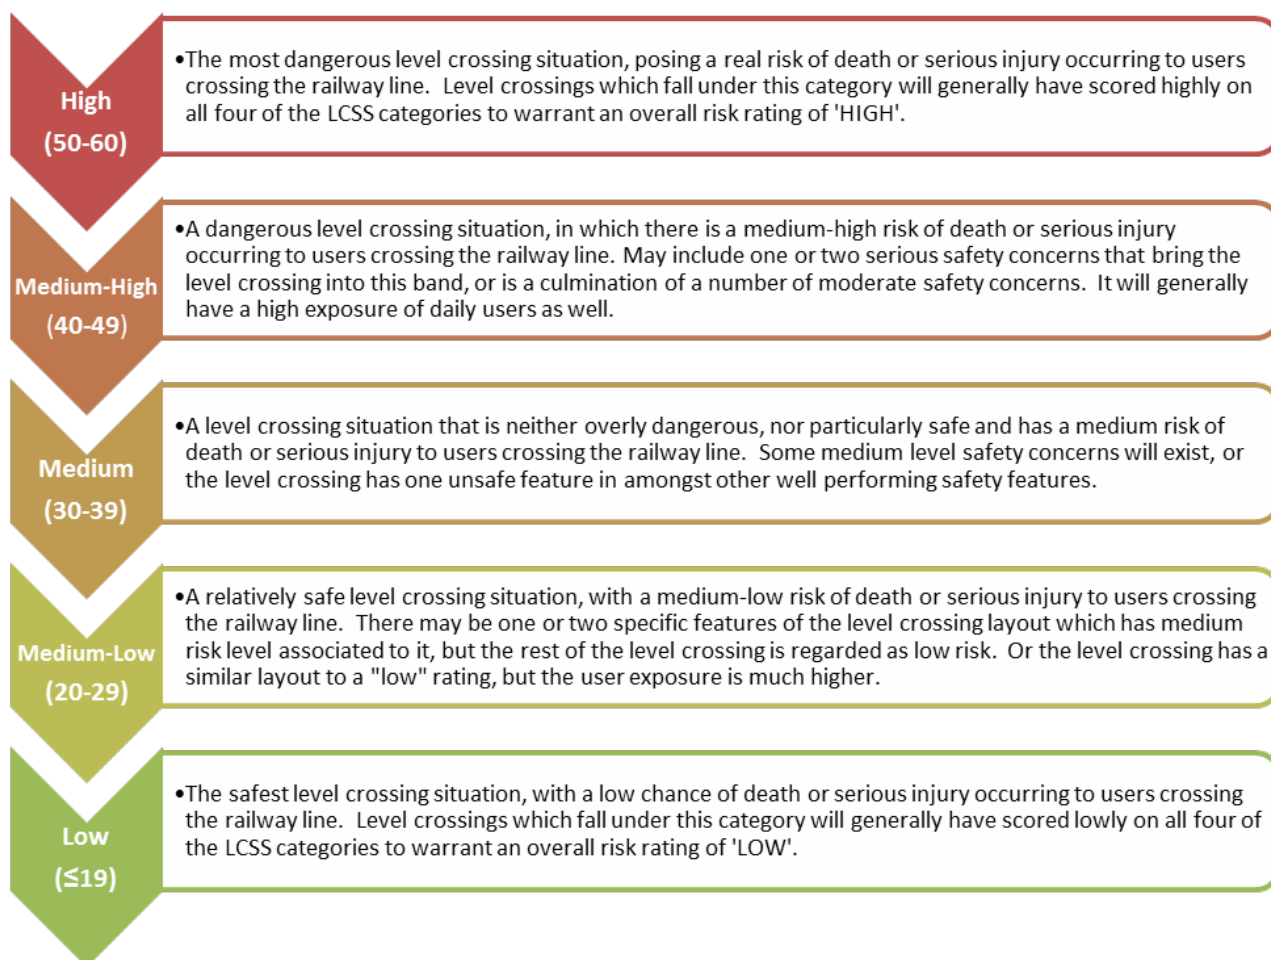 High
(50-60)
•The most dangerous level crossing situation, posing a real risk of death or serious injury occurring to users
crossing the railway line.  Level crossings which fall under this category will generally have scored highly on
all four of the LCSS categories to warrant an overall risk rating of 'HIGH'.
Medium-High
(40-49)
•A dangerous level crossing situation, in which there is a medium-high risk of death or serious injury
occurring to users crossing the railway line. May include one or two serious safety concerns that bring the
level crossing into this band, or is a culmination of a number of moderate safety concerns.  It will generally
have a high exposure of daily users as well.
Medium
(30-39)
•A level crossing situation that is neither overly dangerous, nor particularly safe and has a medium risk of
death or serious injury to users crossing the railway line.  Some medium level safety concerns will exist, or
the level crossing has one unsafe feature in amongst other well performing safety features.
Medium-Low
(20-29)
•A relatively safe level crossing situation, with a medium-low risk of death or serious injury to users crossing
the railway line.  There may be one or two specific features of the level crossing layout which has medium
risk level associated to it, but the rest of the level crossing is regarded as low risk.  Or the level crossing has a
similar layout to a "low" rating, but the user exposure is much higher.
Low
(≤19)
•The safest level crossing situation, with a low chance of death or serious injury occurring to users crossing
the railway line.  Level crossings which fall under this category will generally have scored lowly on all four of
the LCSS categories to warrant an overall risk rating of 'LOW'.